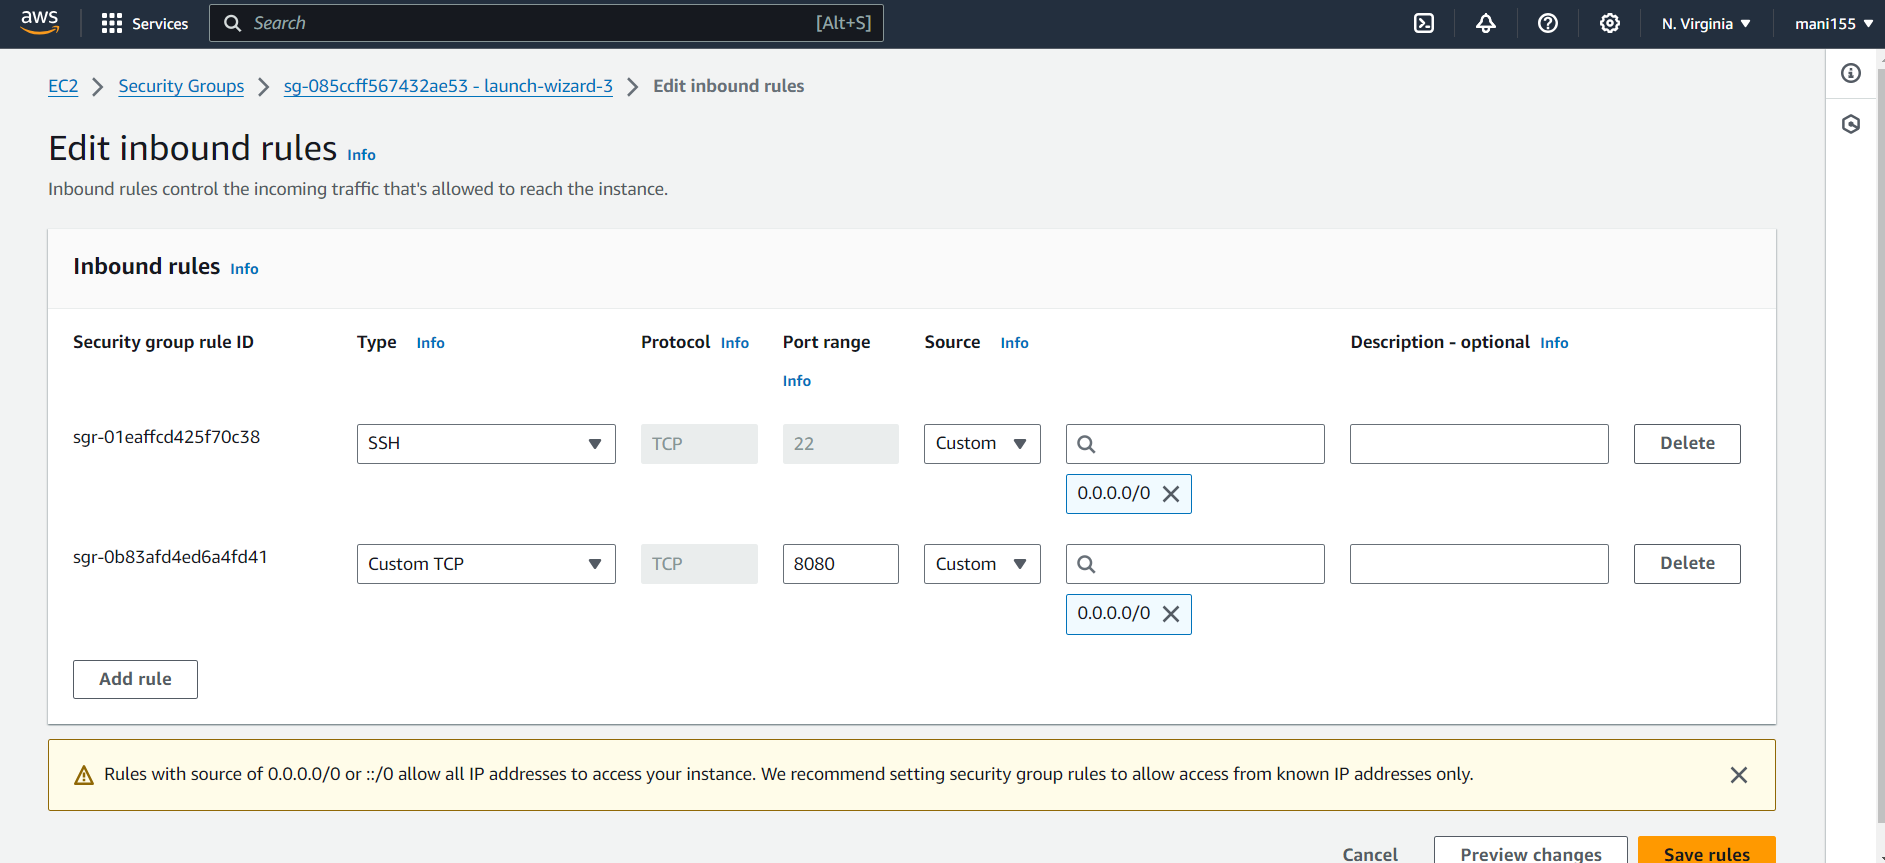 aws Services Search [Alt+S] N. Virginia mani155
EC2 Security Groups sg-085ccff567432ae53 - launch-wizard-3 Edit inbound rules
Edit inbound rules Info
Inbound rules control the incoming traffic that's allowed to reach the instance.
Inbound rules Info
Security group rule ID Type Info Protocol Info Port range Source Info Description - optional Info
Info
sgr-01eaffcd425f70c38 SSH TCP 22 Custom Delete
0.0.0.0/0
sgr-0b83afd4ed6a4fd41 Custom TCP TCP 8080 Custom Delete
0.0.0.0/0
Add rule
Rules with source of 0.0.0.0/0 or ::/0 allow all IP addresses to access your instance. We recommend setting security group rules to allow access from known IP addresses only.
Cancel Preview changes Save rules